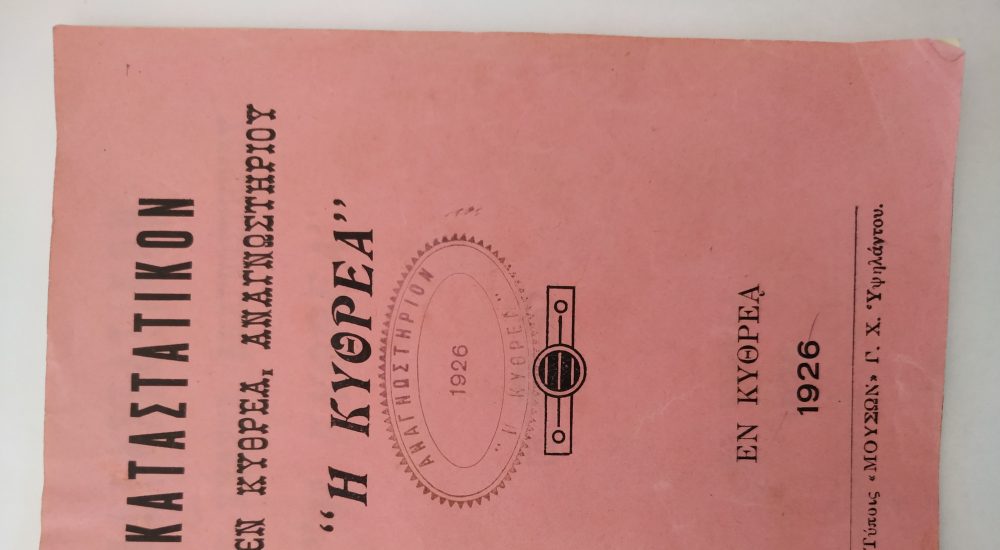 ΚΑΤΑΣΤΑΤΙΚΟΝ
ΕΝ ΚΥΘΡΕΑ, ΑΝΑΓΝΩΣΤΗΡΙΟΥ
“Η ΚΥΘΡΕΑ”
ΑΝΑΓΝΩΣΤΗΡΙΟΝ
1926
"Η ΚΥΘΡΕΑ"
ΕΝ ΚΥΘΡΕᾼ
1926
Τύποις «ΜΟΥΣΩΝ» Γ. Χ. Ὑψηλάντου.